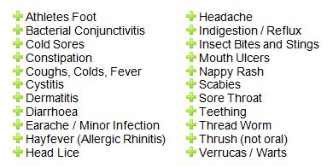 Athletes Foot
Bacterial Conjunctivitis
Cold Sores
Constipation
Coughs, Colds, Fever
Cystitis
Dermatitis
Diarrhoea
Earache / Minor Infection
Hayfever (Allergic Rhinitis)
Head Lice
Headache
Indigestion / Reflux
Insect Bites and Stings
Mouth Ulcers
Nappy Rash
Scabies
Sore Throat
Teething
Thread Worm
Thrush (not oral)
Verrucas / Warts